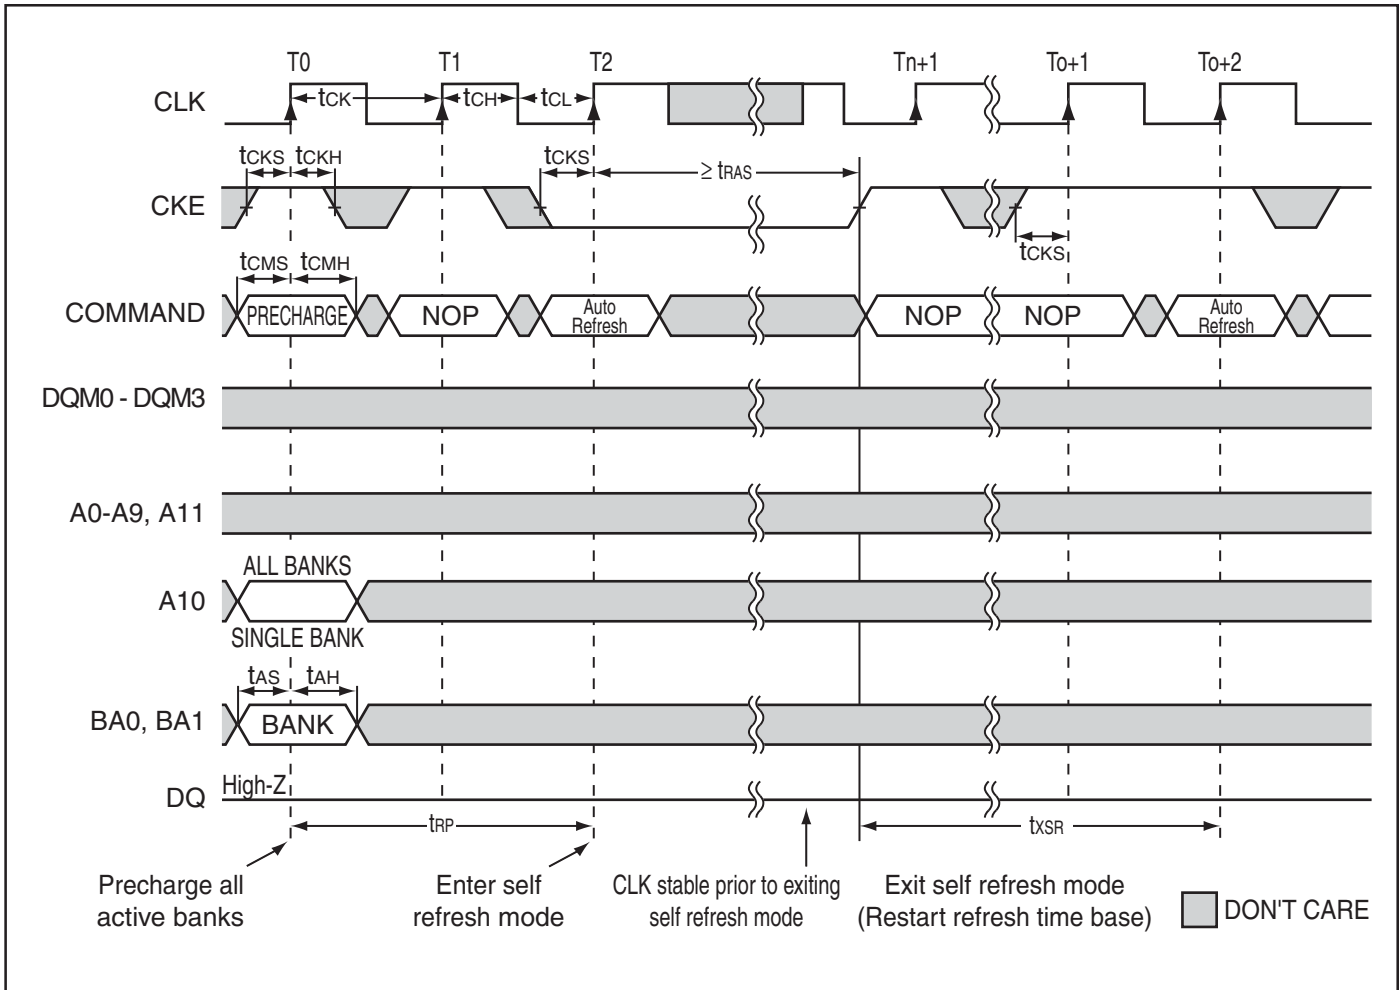 T0 T1 T2 Tn+1 To+1 To+2
CLK tCK tCH tCL
tCKS tCKH tCKS ≥ tRAS
CKE
tCKS
tCMS tCMH
COMMAND PRECHARGE NOP Auto Refresh NOP NOP Auto Refresh
DQM0 - DQM3
A0-A9, A11
ALL BANKS
A10
SINGLE BANK
tAS tAH
BA0, BA1 BANK
DQ High-Z
tRP tXSR
Precharge all
active banks
Enter self
refresh mode
CLK stable prior to exiting
self refresh mode
Exit self refresh mode
(Restart refresh time base)
DON'T CARE